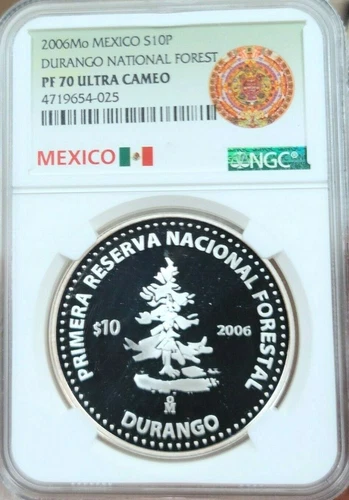 2006Mo MEXICO S10P
DURANGO NATIONAL FOREST
PF 70 ULTRA CAMEO
4719654-025
MEXICO
NGC
PRIMERA RESERVA NACIONAL FORESTAL
$10
2006
Mo
DURANGO